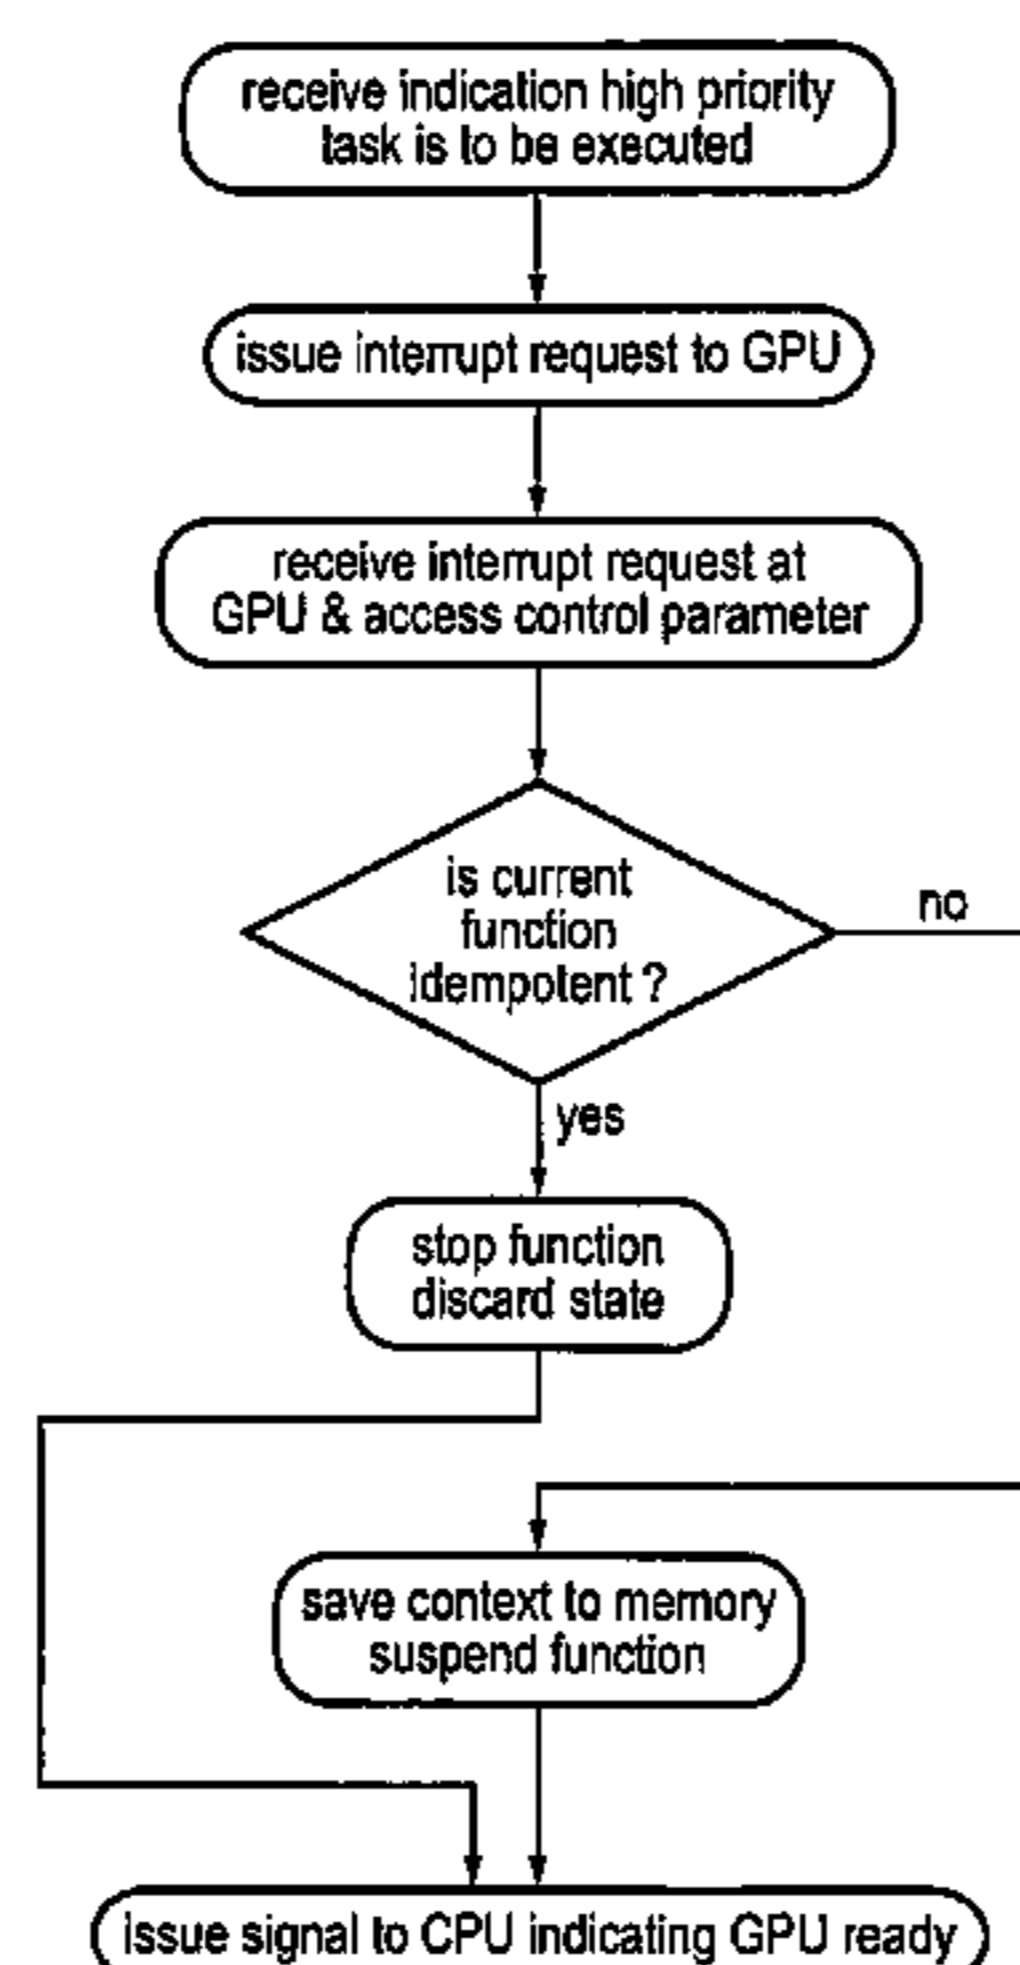 receive indication high priority
task is to be executed
issue interrupt request to GPU
receive interrupt request at
GPU & access control parameter
is current
function
idempotent ?
no
yes
stop function
discard state
save context to memory
suspend function
issue signal to CPU indicating GPU ready